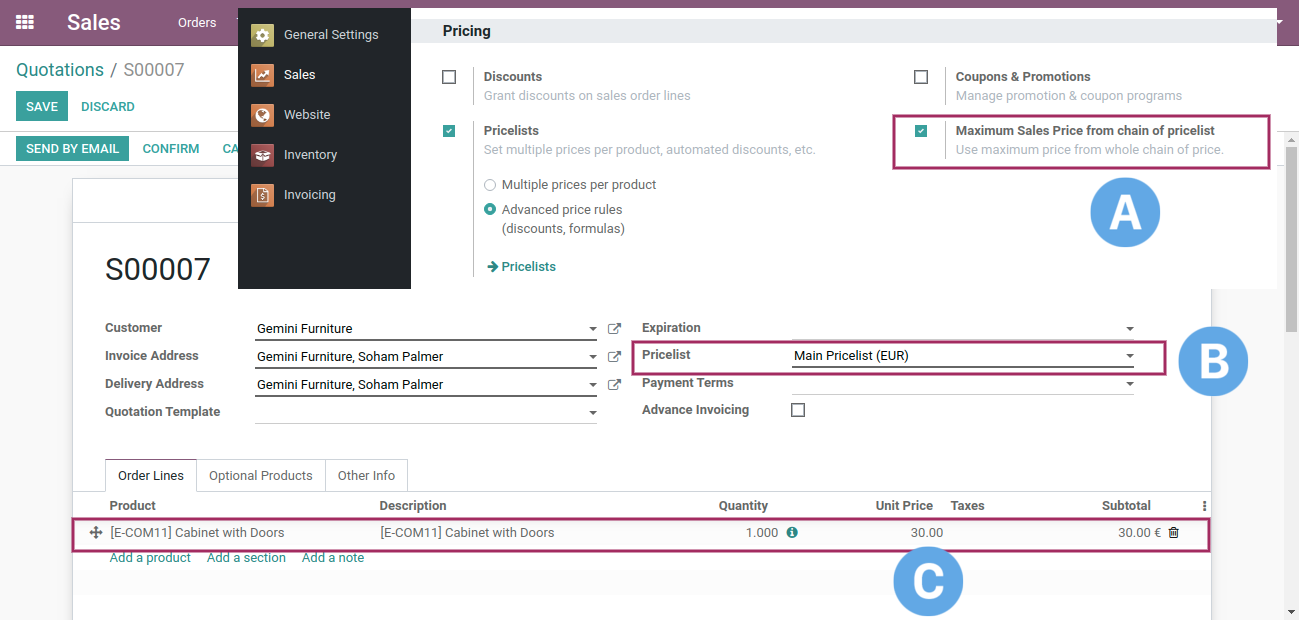 Sales
Orders
Quotations / S00007
SAVE
DISCARD
SEND BY EMAIL
CONFIRM
CA
General Settings
Sales
Website
Inventory
Invoicing
Pricing
Discounts
Grant discounts on sales order lines
Coupons & Promotions
Manage promotion & coupon programs
Pricelists
Set multiple prices per product, automated discounts, etc.
Maximum Sales Price from chain of pricelist
Use maximum price from whole chain of price.
Multiple prices per product
Advanced price rules
(discounts, formulas)
Pricelists
A
S00007
Customer
Gemini Furniture
Invoice Address
Gemini Furniture, Soham Palmer
Delivery Address
Gemini Furniture, Soham Palmer
Quotation Template
Expiration
Pricelist
Main Pricelist (EUR)
Payment Terms
Advance Invoicing
B
Order Lines
Optional Products
Other Info
Product
Description
Quantity
Unit Price
Taxes
Subtotal
[E-COM11] Cabinet with Doors
[E-COM11] Cabinet with Doors
1.000
30.00
30.00 €
Add a product
Add a section
Add a note
C